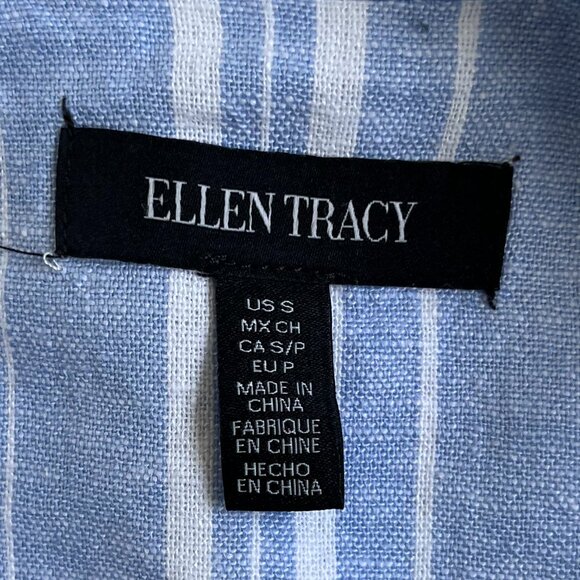 ELLEN TRACY
US S
MX CH
CA S/P
EU P
MADE IN
CHINA
FABRIQUE
EN CHINE
HECHO
EN CHINA